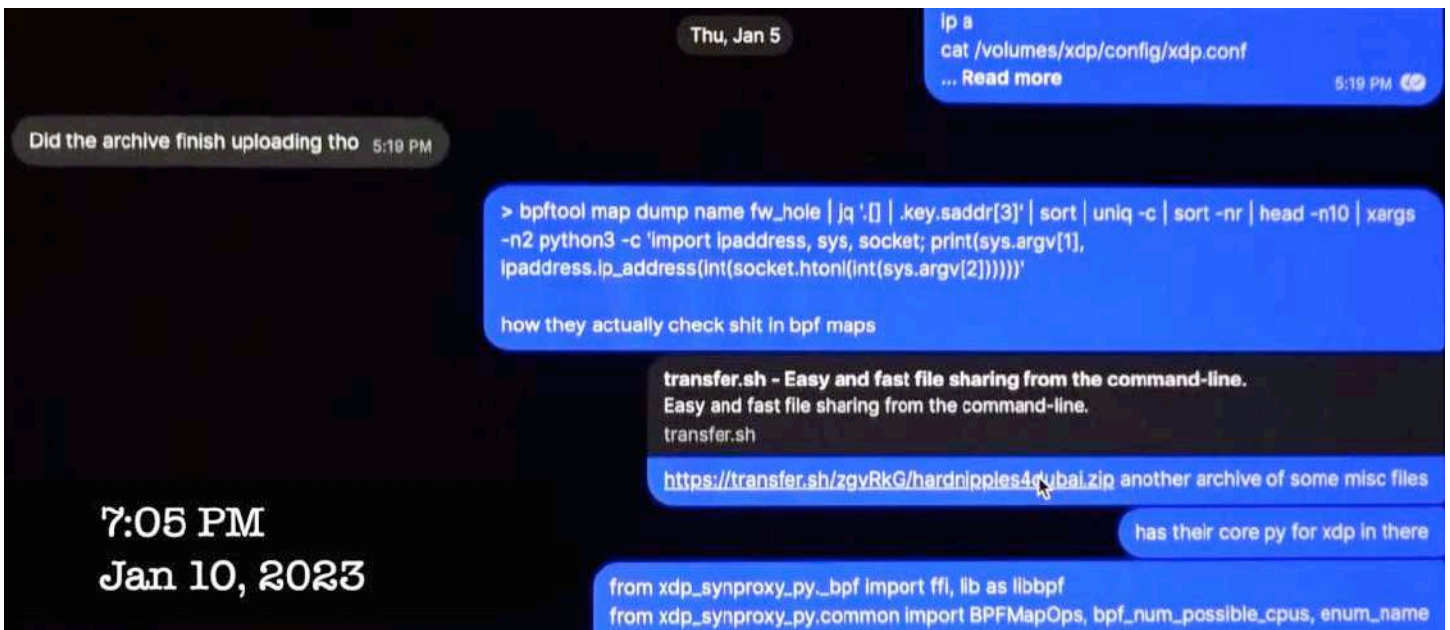 Thu, Jan 5
ip a
cat /volumes/xdp/config/xdp.conf
... Read more
5:19 PM
Did the archive finish uploading tho 5:19 PM
> bpftool map dump name fw_hole | jq '.[] | .key.saddr[3]' | sort | uniq -c | sort -nr | head -n10 | xargs
-n2 python3 -c 'import ipaddress, sys, socket; print(sys.argv[1],
ipaddress.ip_address(int(socket.htonl(int(sys.argv[2]))))))'
how they actually check shit in bpf maps
transfer.sh - Easy and fast file sharing from the command-line.
Easy and fast file sharing from the command-line.
transfer.sh
https://transfer.sh/zgvRkG/hardnipples4dubai.zip another archive of some misc files
has their core py for xdp in there
7:05 PM
Jan 10, 2023
from xdp_synproxy_py._bpf import ffi, lib as libbpf
from xdp_synproxy_py.common import BPFMapOps, bpf_num_possible_cpus, enum_name